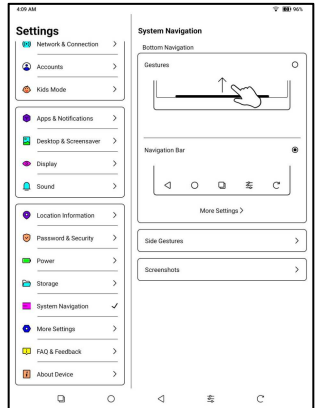 4:09 AM
96%
Settings
Network & Connection
Accounts
Kids Mode
Apps & Notifications
Desktop & Screensaver
Display
Sound
Location Information
Password & Security
Power
Storage
System Navigation
More Settings
FAQ & Feedback
About Device
System Navigation
Bottom Navigation
Gestures
Navigation Bar
More Settings
Side Gestures
Screenshots